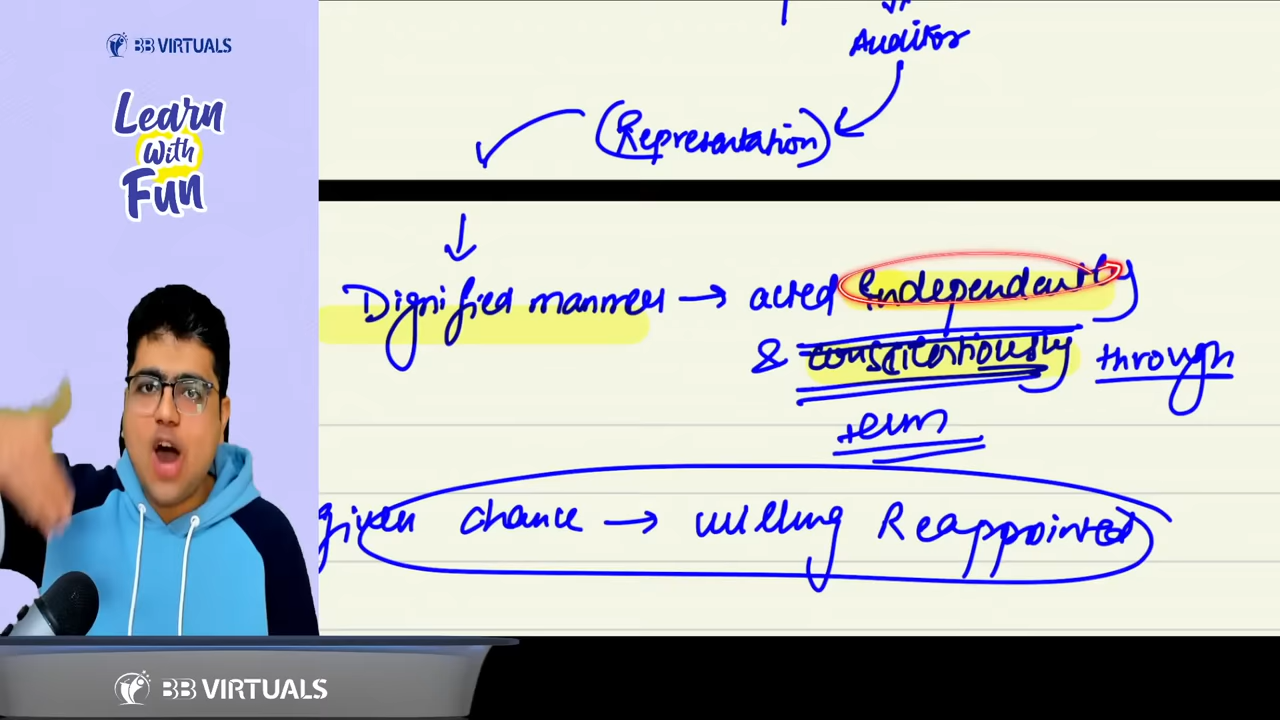 BB VIRTUALS
Learn
With
Fun
Auditor
(Representation)
Dignified manner → acted Independently
& conscientiously through
term
given chance → willing Reappointed
BB VIRTUALS